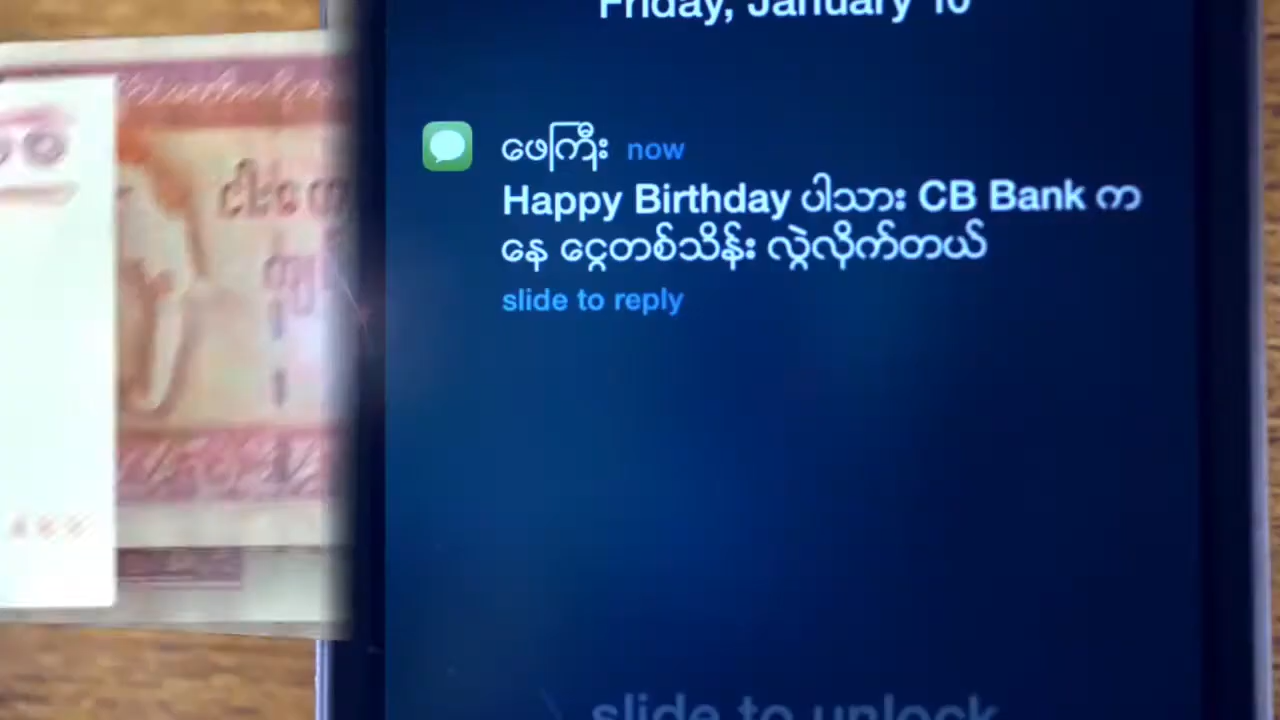 Friday, January 10
ဖေကြီး now
Happy Birthday ပါသား CB Bank က
နေ ငွေတစ်သိန်း လွှဲလိုက်တယ်
slide to reply
slide to unlock